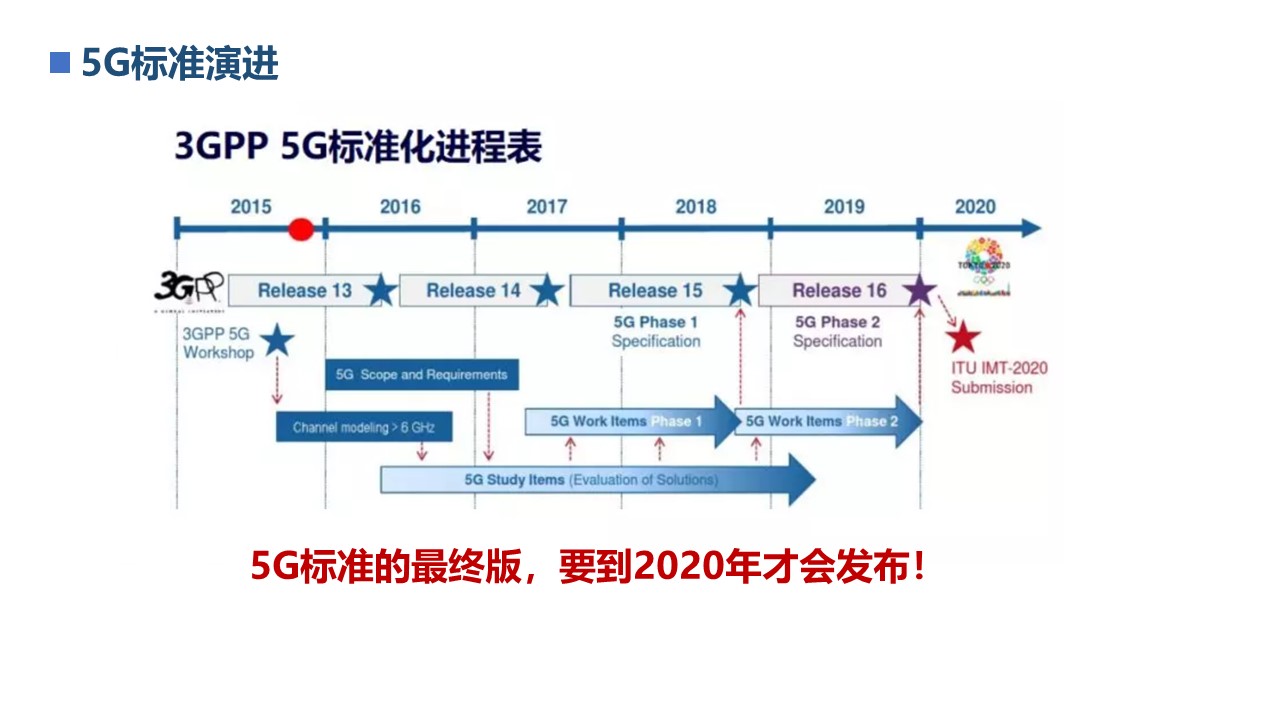 5G标准演进
3GPP 5G标准化进程表
2015 2016 2017 2018 2019 2020
3GPP
TOKYO 2020
Release 13 Release 14 Release 15 Release 16
5G Phase 1
Specification
5G Phase 2
Specification
3GPP 5G
Workshop
ITU IMT-2020
Submission
5G Scope and Requirements
Channel modeling > 6 GHz
5G Work Items Phase 1
5G Work Items Phase 2
5G Study Items (Evaluation of Solutions)
5G标准的最终版，要到2020年才会发布！